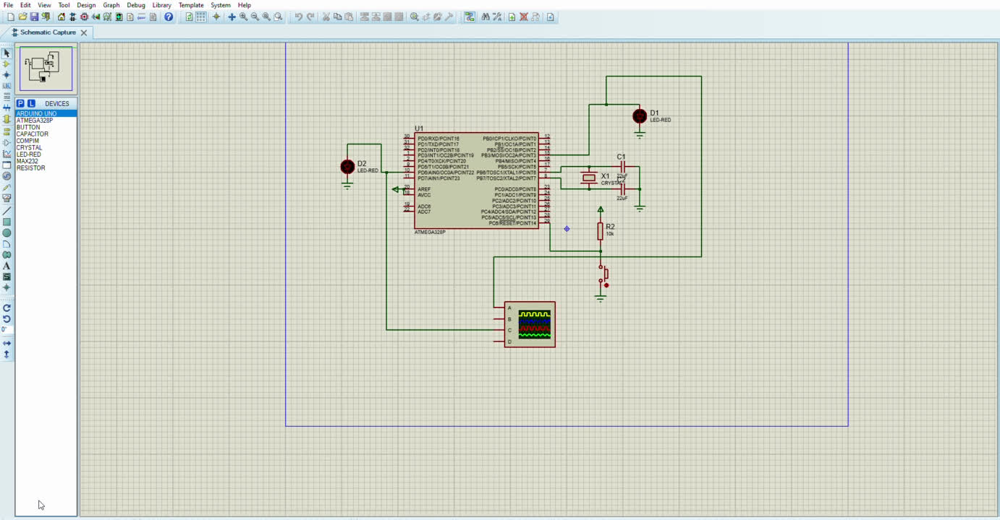 File Edit View Tool Design Graph Debug Library Template System Help
Schematic Capture
P L DEVICES
ARDUINO UNO
ATMEGA328P
BUTTON
CAPACITOR
COMPIM
CRYSTAL
LED-RED
MAX232
RESISTOR
0°
D1
LED-RED
D2
LED-RED
U1
30 PD0/RXD/PCINT16
31 PD1/TXD/PCINT17
32 PD2/INT0/PCINT18
1 PD3/INT1/OC2B/PCINT19
2 PD4/T0/XCK/PCINT20
9 PD5/T1/OC0B/PCINT21
10 PD6/AIN0/OC0A/PCINT22
11 PD7/AIN1/PCINT23
20 AREF
18 AVCC
19 ADC6
22 ADC7
PB0/ICP1/CLKO/PCINT0 12
PB1/OC1A/PCINT1 13
PB2/SS/OC1B/PCINT2 14
PB3/MOSI/OC2A/PCINT3 15
PB4/MISO/PCINT4 16
PB5/SCK/PCINT5 17
PB6/TOSC1/XTAL1/PCINT6 7
PB7/TOSC2/XTAL2/PCINT7 8
PC0/ADC0/PCINT8 23
PC1/ADC1/PCINT9 24
PC2/ADC2/PCINT10 25
PC3/ADC3/PCINT11 26
PC4/ADC4/SDA/PCINT12 27
PC5/ADC5/SCL/PCINT13 28
PC6/RESET/PCINT14 29
ATMEGA328P
C1
22uF
X1
CRYSTAL
C2
22uF
R2
10k
A
B
C
D